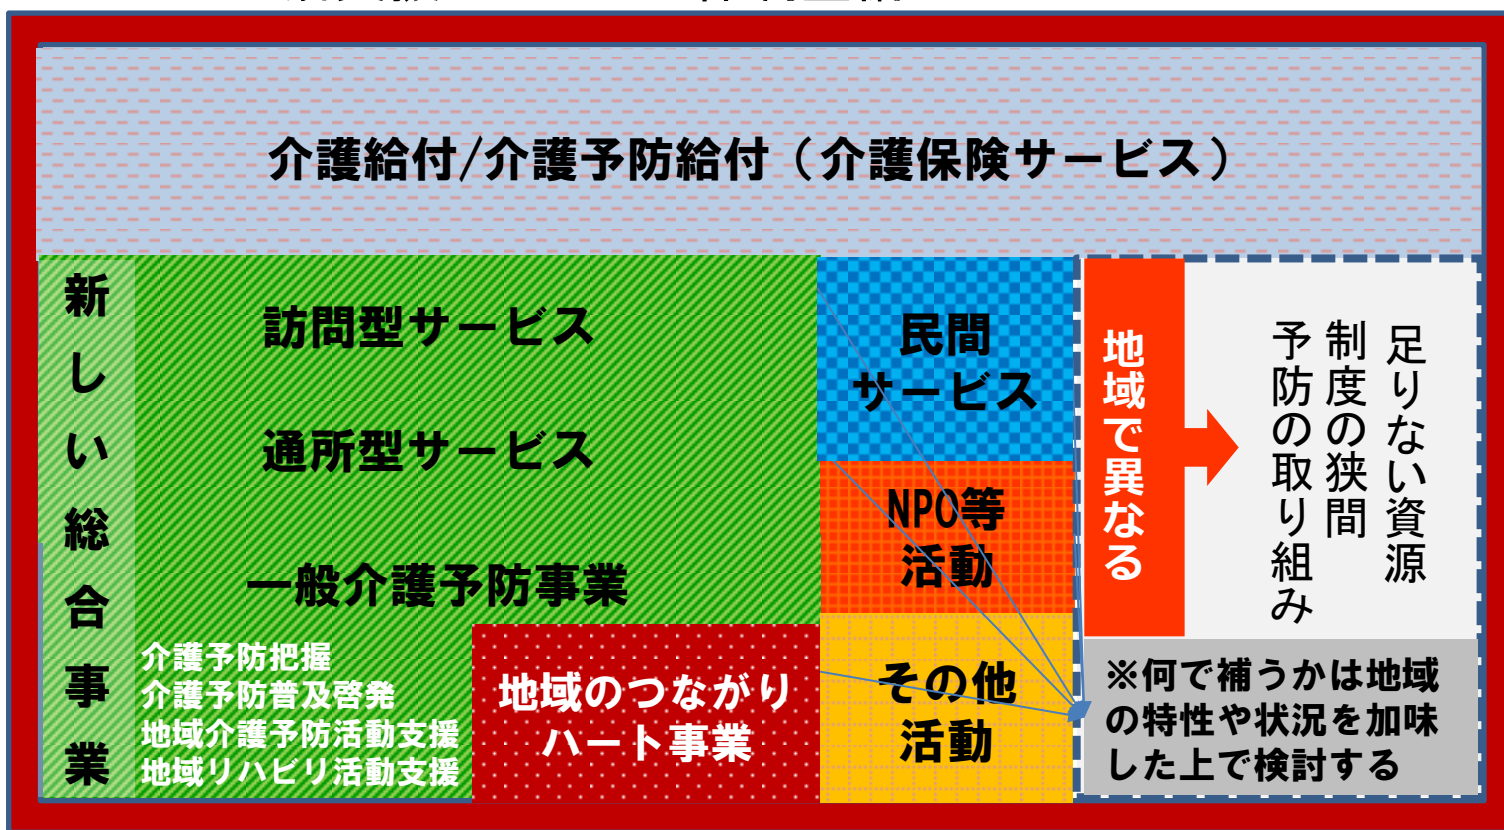 介護給付/介護予防給付（介護保険サービス）
新しい総合事業
訪問型サービス
通所型サービス
一般介護予防事業
介護予防把握
介護予防普及啓発
地域介護予防活動支援
地域リハビリ活動支援
地域のつながり
ハート事業
民間
サービス
NPO等
活動
その他
活動
地域で異なる
足りない資源
制度の狭間
予防の取り組み
※何で補うかは地域
の特性や状況を加味
した上で検討する